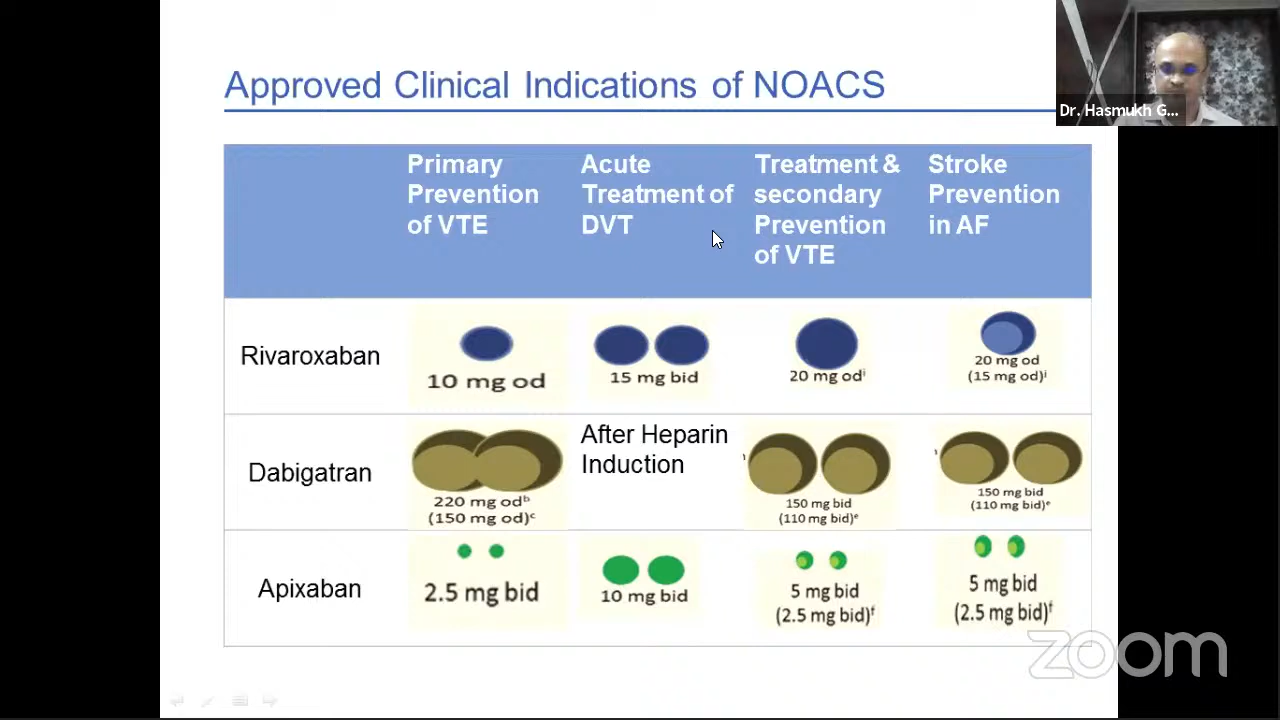 Approved Clinical Indications of NOACS
Dr. Hasmukh G...
Primary
Prevention
of VTE
Acute
Treatment of
DVT
Treatment &
secondary
Prevention
of VTE
Stroke
Prevention
in AF
Rivaroxaban
10 mg od
15 mg bid
20 mg odⁱ
20 mg od
(15 mg od)ʲ
Dabigatran
220 mg odᵇ
(150 mg od)ᶜ
After Heparin
Induction
150 mg bid
(110 mg bid)ᵉ
150 mg bid
(110 mg bid)ᵉ
Apixaban
2.5 mg bid
10 mg bid
5 mg bid
(2.5 mg bid)ᶠ
5 mg bid
(2.5 mg bid)ᶠ
zoom